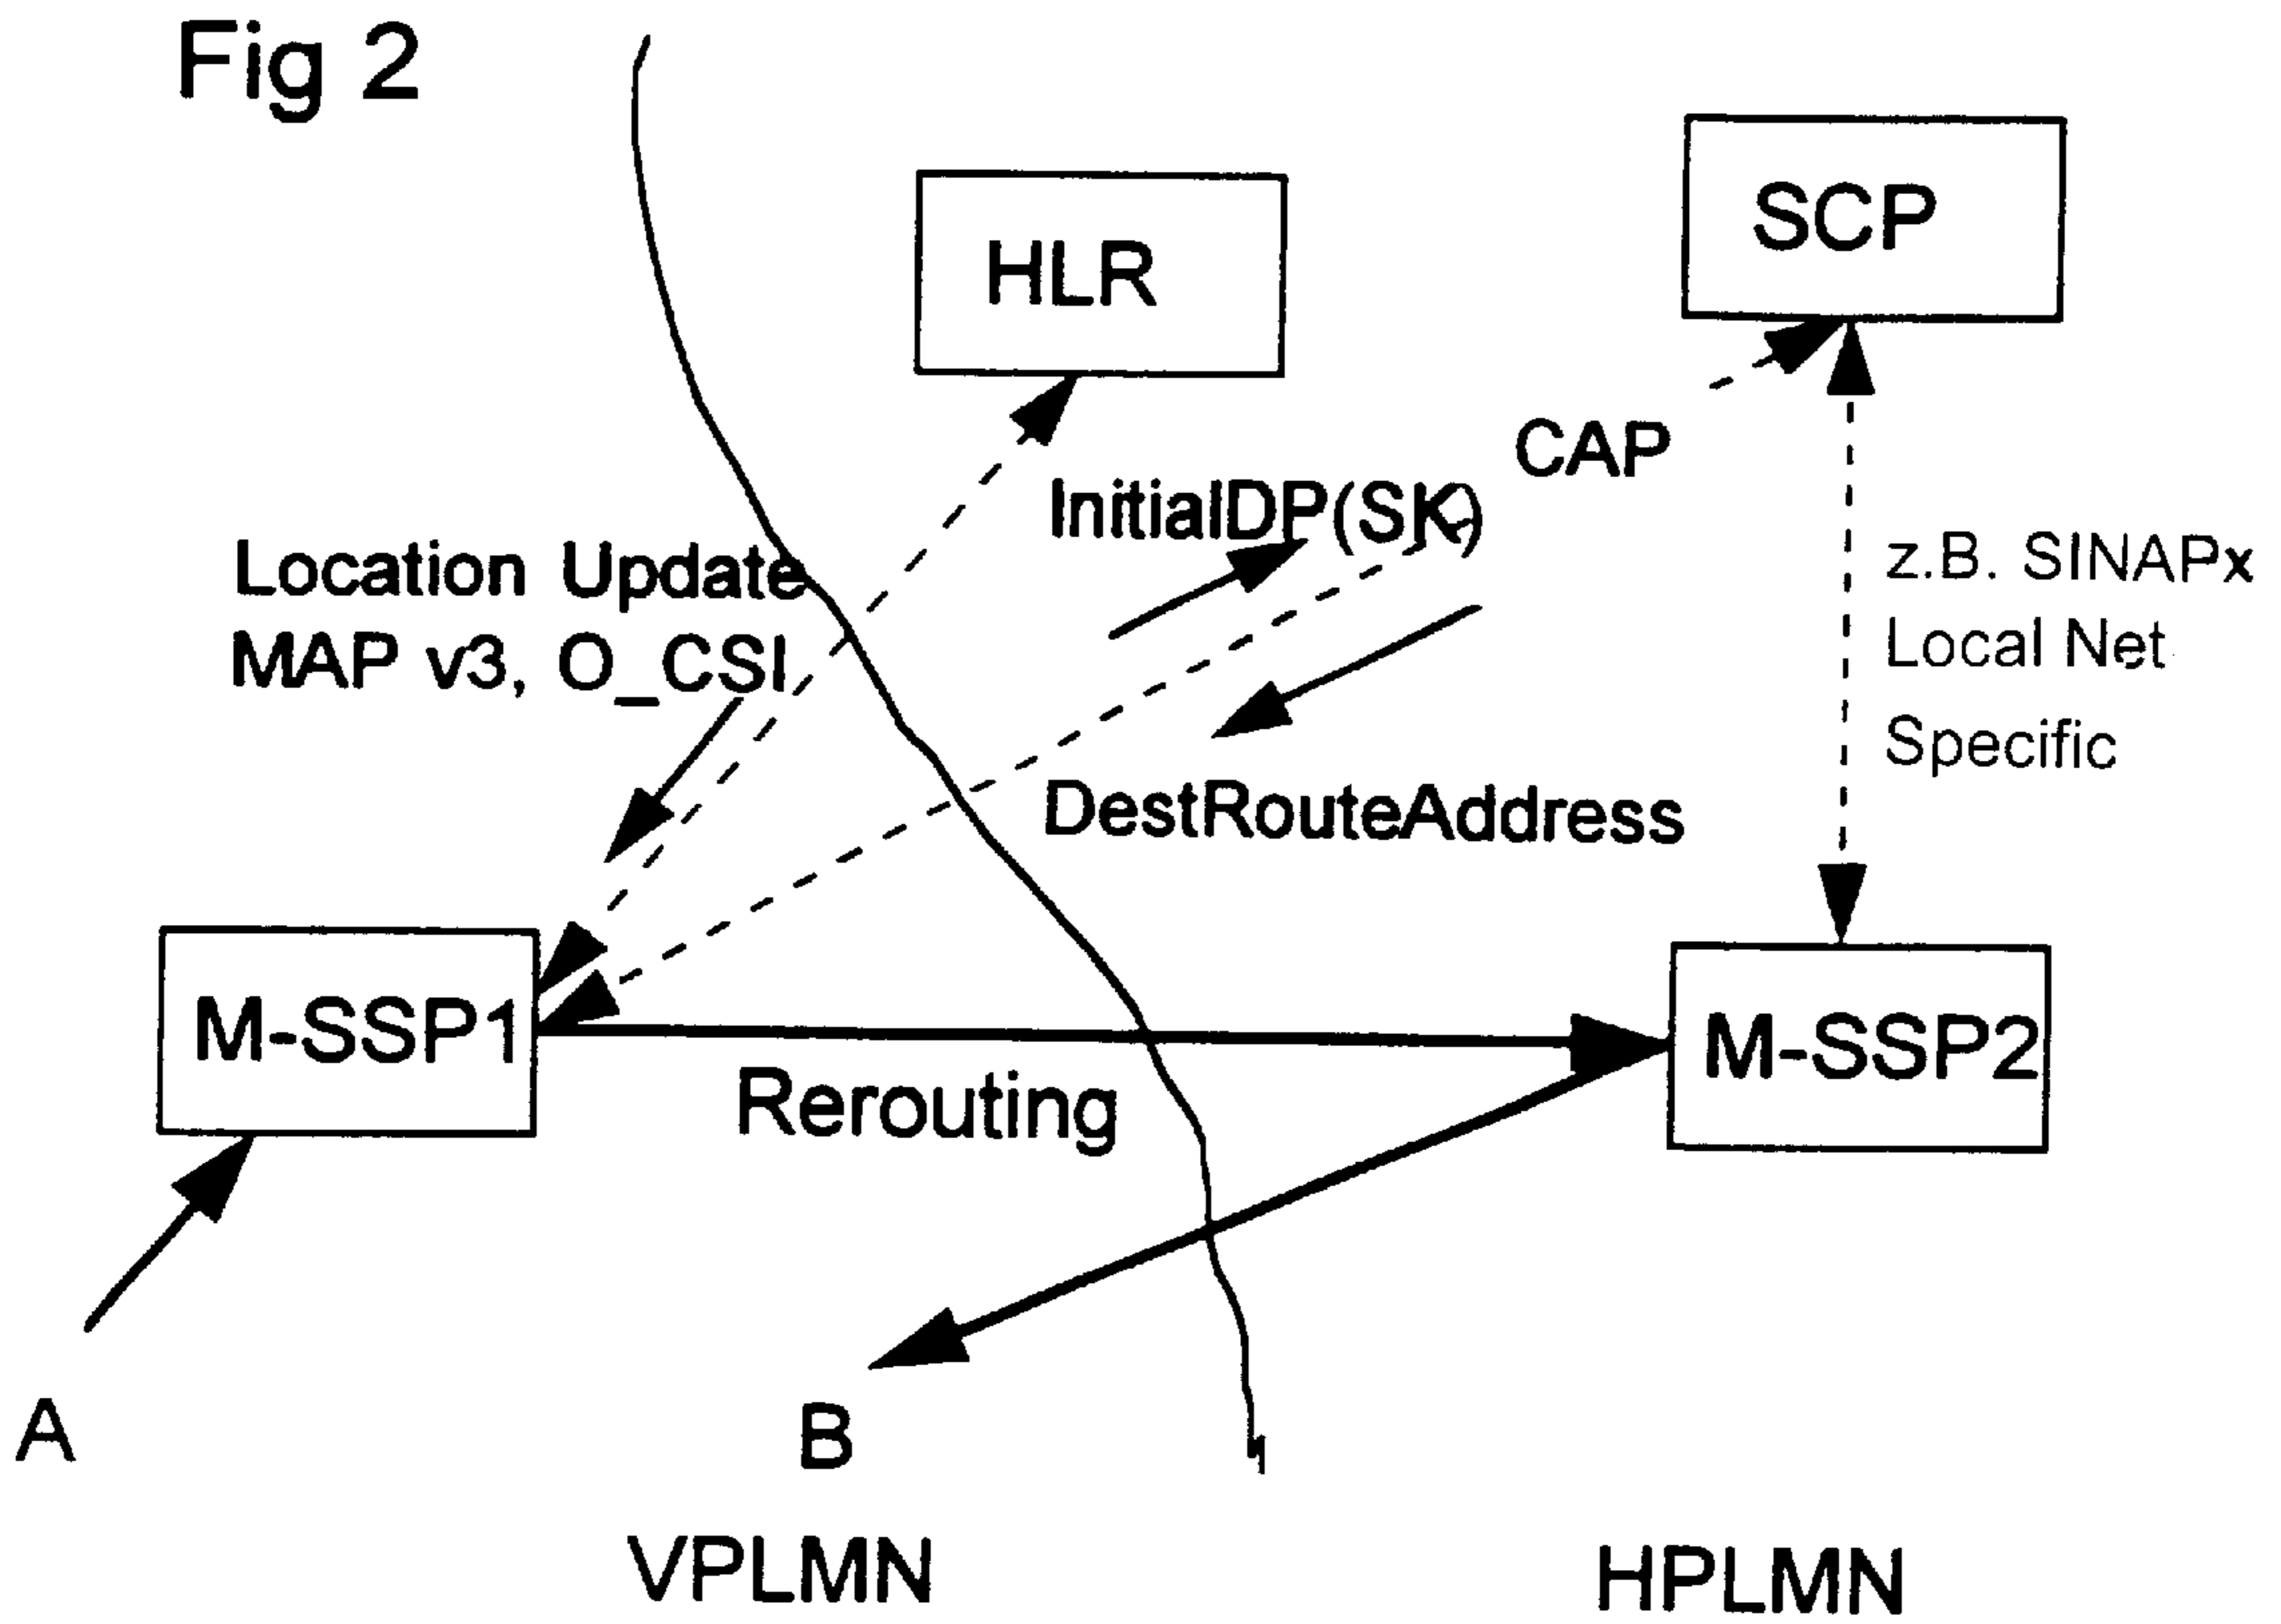 Fig 2
SCP
HLR
CAP
InitialDP(SK)
Location Update
MAP v3, O_CSI
z.B. SINAPx
Local Net
Specific
DestRouteAddress
M-SSP1
M-SSP2
Rerouting
A
B
VPLMN
HPLMN